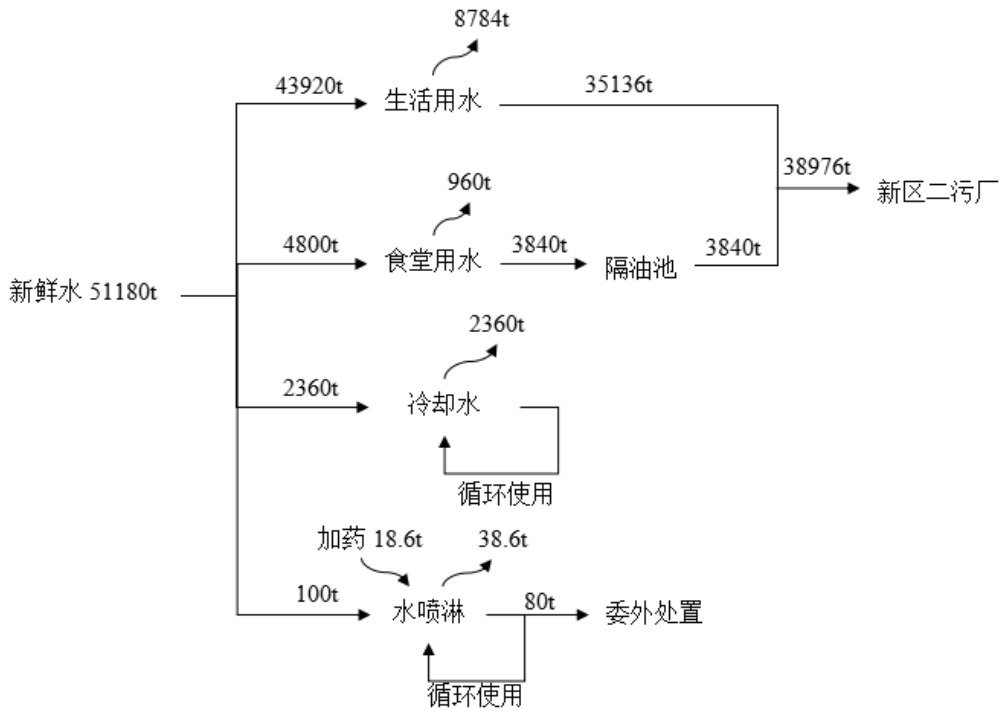 8784t
43920t
生活用水
35136t
960t
38976t
新区二污厂
4800t
食堂用水
3840t
隔油池
3840t
新鲜水 51180t
2360t
2360t
冷却水
循环使用
加药 18.6t
38.6t
100t
水喷淋
80t
委外处置
循环使用